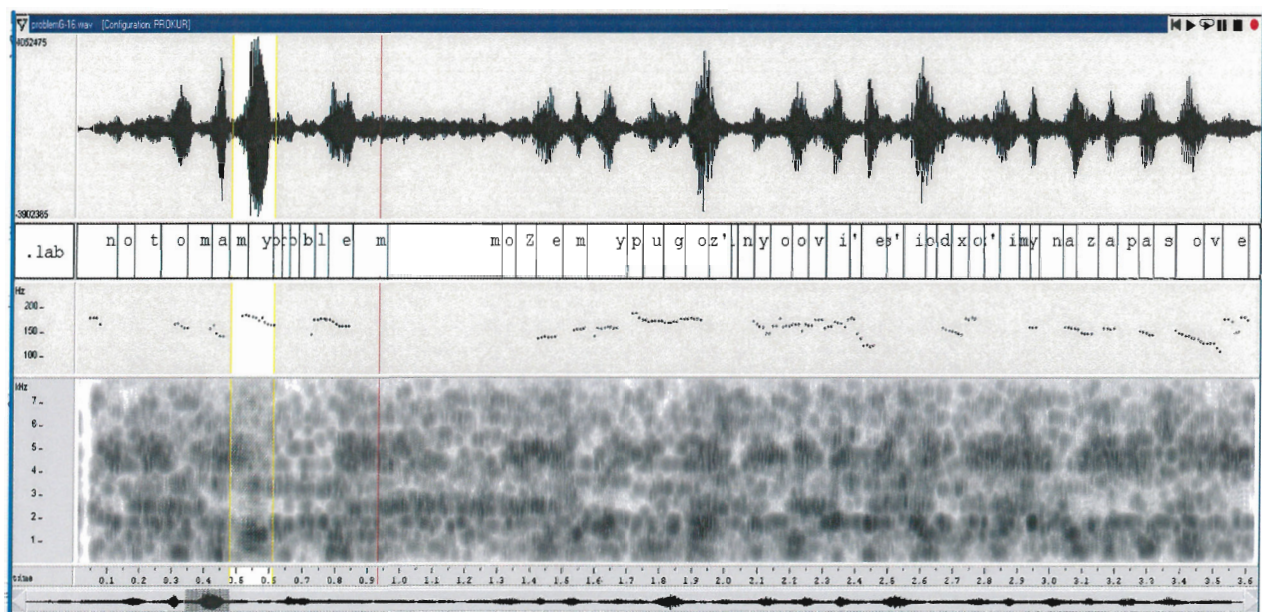 problemG-16.wav [Configuration: PROKUR]
4052475
-3902385
.lab n o t o m a m y b l e m m o Z e m y p u g o z' n y o o v i' e s' i o d x o i m y n a z a p a s o v e
Hz
200
150
100
kHz
7
6
5
4
3
2
1
time 0.1 0.2 0.3 0.4 0.5 0.6 0.7 0.8 0.9 1.0 1.1 1.2 1.3 1.4 1.5 1.6 1.7 1.8 1.9 2.0 2.1 2.2 2.3 2.4 2.5 2.6 2.7 2.8 2.9 3.0 3.1 3.2 3.3 3.4 3.5 3.6